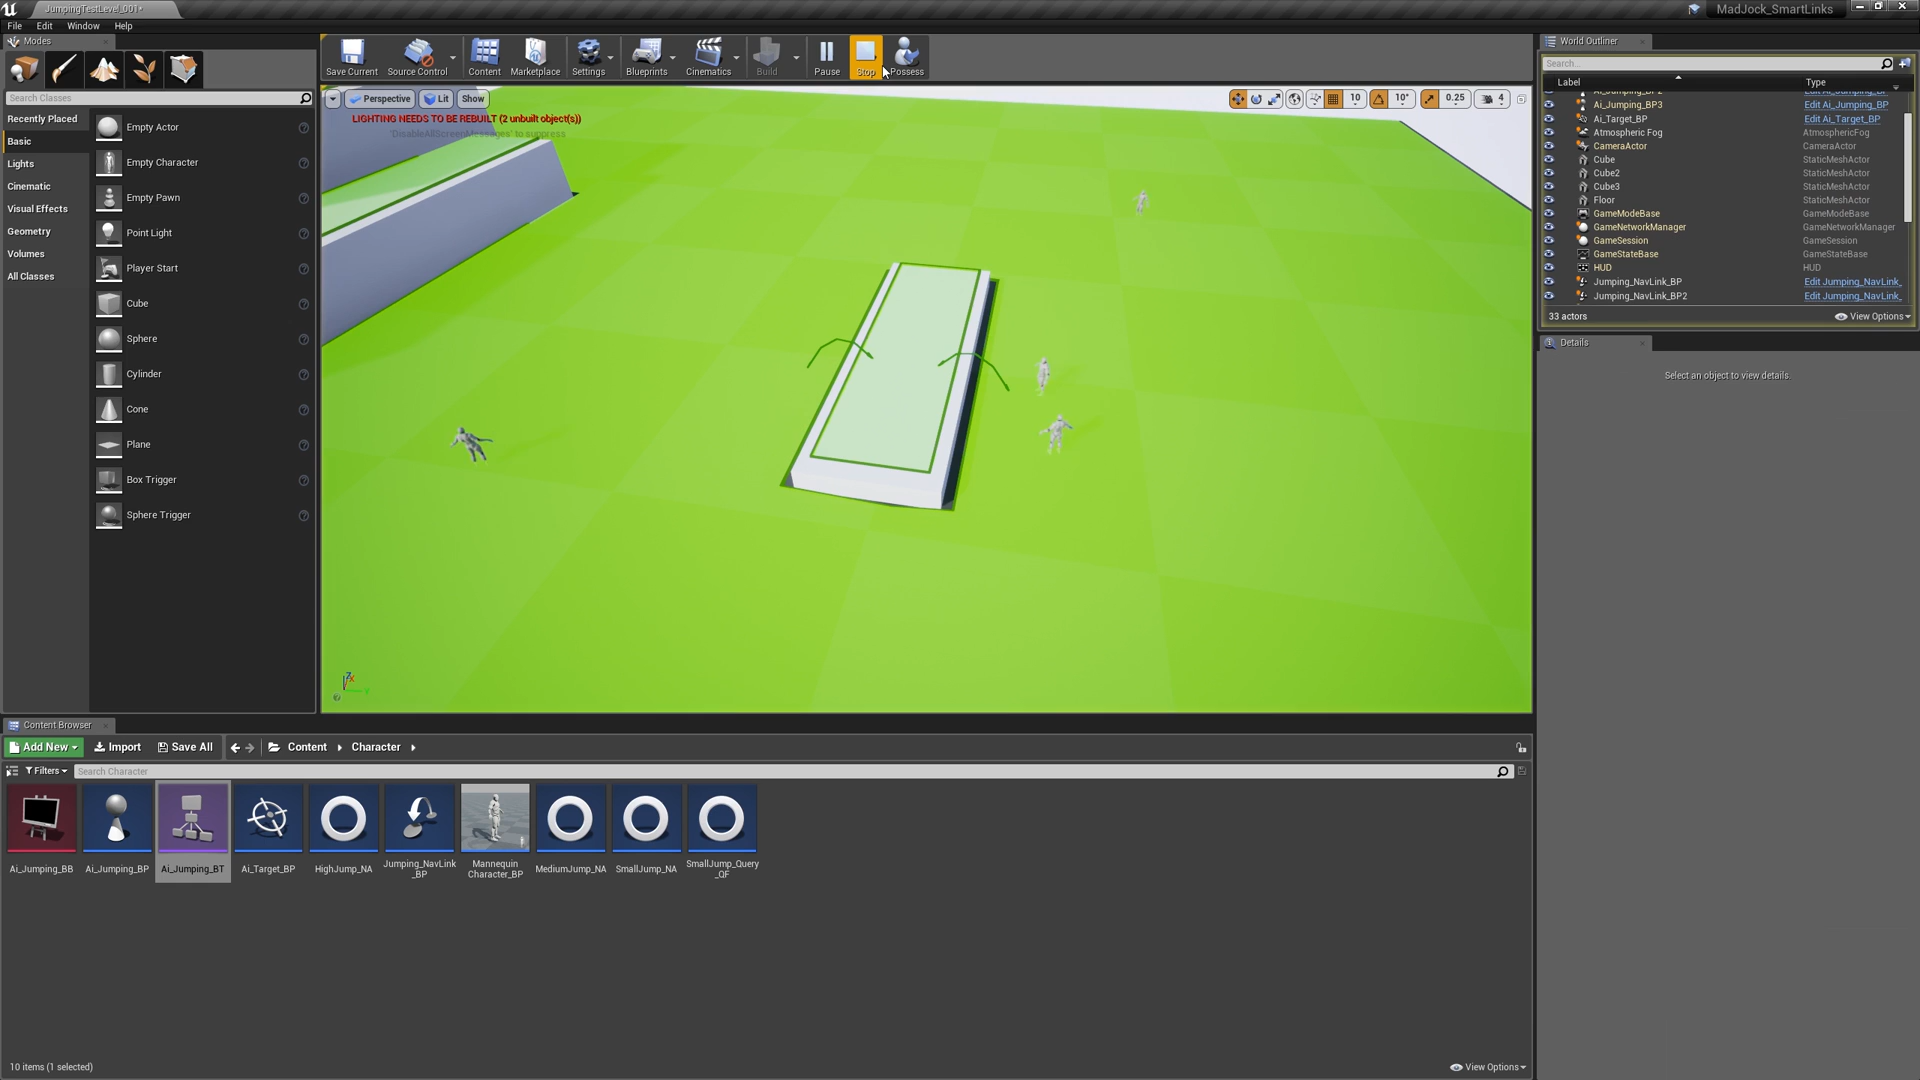 JumpingTestLevel_001*
MadJock_SmartLinks
File Edit Window Help
Modes
Search Classes
Recently Placed
Basic
Lights
Cinematic
Visual Effects
Geometry
Volumes
All Classes
Empty Actor
Empty Character
Empty Pawn
Point Light
Player Start
Cube
Sphere
Cylinder
Cone
Plane
Box Trigger
Sphere Trigger
Save Current
Source Control
Content
Marketplace
Settings
Blueprints
Cinematics
Build
Pause
Stop
Possess
Perspective
Lit
Show
10
10°
0.25
4
LIGHTING NEEDS TO BE REBUILT (2 unbuilt object(s))
'DisableAllScreenMessages' to suppress
World Outliner
Search...
Label Type
Ai_Jumping_BP3 Edit Ai_Jumping_BP
Ai_Target_BP Edit Ai_Target_BP
Atmospheric Fog AtmosphericFog
CameraActor CameraActor
Cube StaticMeshActor
Cube2 StaticMeshActor
Cube3 StaticMeshActor
Floor StaticMeshActor
GameModeBase GameModeBase
GameNetworkManager GameNetworkManager
GameSession GameSession
GameStateBase GameStateBase
HUD HUD
Jumping_NavLink_BP Edit Jumping_NavLink_
Jumping_NavLink_BP2 Edit Jumping_NavLink_
33 actors
View Options
Details
Select an object to view details.
Content Browser
Add New
Import
Save All
Content
Character
Filters
Search Character
Ai_Jumping_BB
Ai_Jumping_BP
Ai_Jumping_BT
Ai_Target_BP
HighJump_NA
Jumping_NavLink
_BP
Mannequin
Character_BP
MediumJump_NA
SmallJump_NA
SmallJump_Query
_QF
10 items (1 selected)
View Options